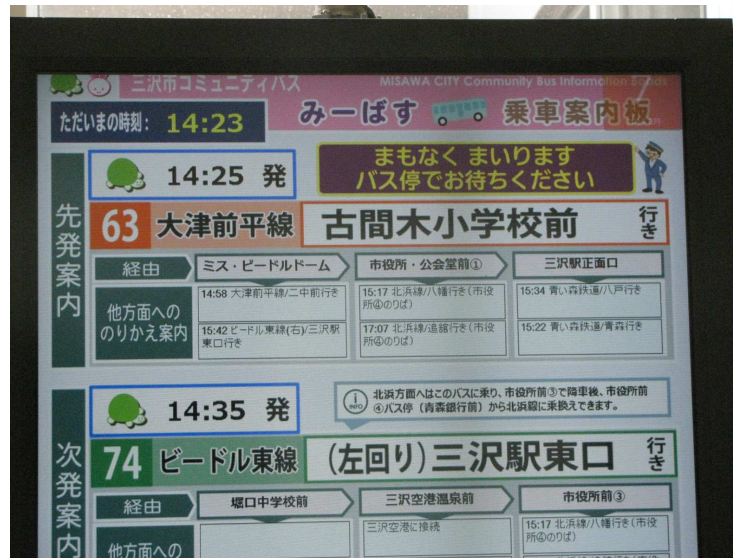 三沢市コミュニティバス
MISAWA CITY Community Bus Information
みーばす 乗車案内板
ただいまの時刻: 14:23
先発案内
14:25 発
まもなく まいります
バス停でお待ちください
63 大津前平線 古間木小学校前 行き
経由 ミス・ビードルドーム 市役所・公会堂前① 三沢駅正面口
他方面への
のりかえ案内
14:58 大津前平線/二中前行き
15:42 ビードル東線(右)/三沢駅
東口行き
15:17 北浜線/八幡行き(市役
所④のりば)
17:07 北浜線/追舘行き(市役
所④のりば)
15:34 青い森鉄道/八戸行き
15:22 青い森鉄道/青森行き
次発案内
14:35 発
INFO
北浜方面へはこのバスに乗り、市役所前③で降車後、市役所前
④バス停(青森銀行前)から北浜線に乗換えできます。
74 ビードル東線 (左回り)三沢駅東口 行き
経由 堀口中学校前 三沢空港温泉前 市役所前③
他方面への
三沢空港に接続
15:17 北浜線/八幡行き(市役
所④のりば)